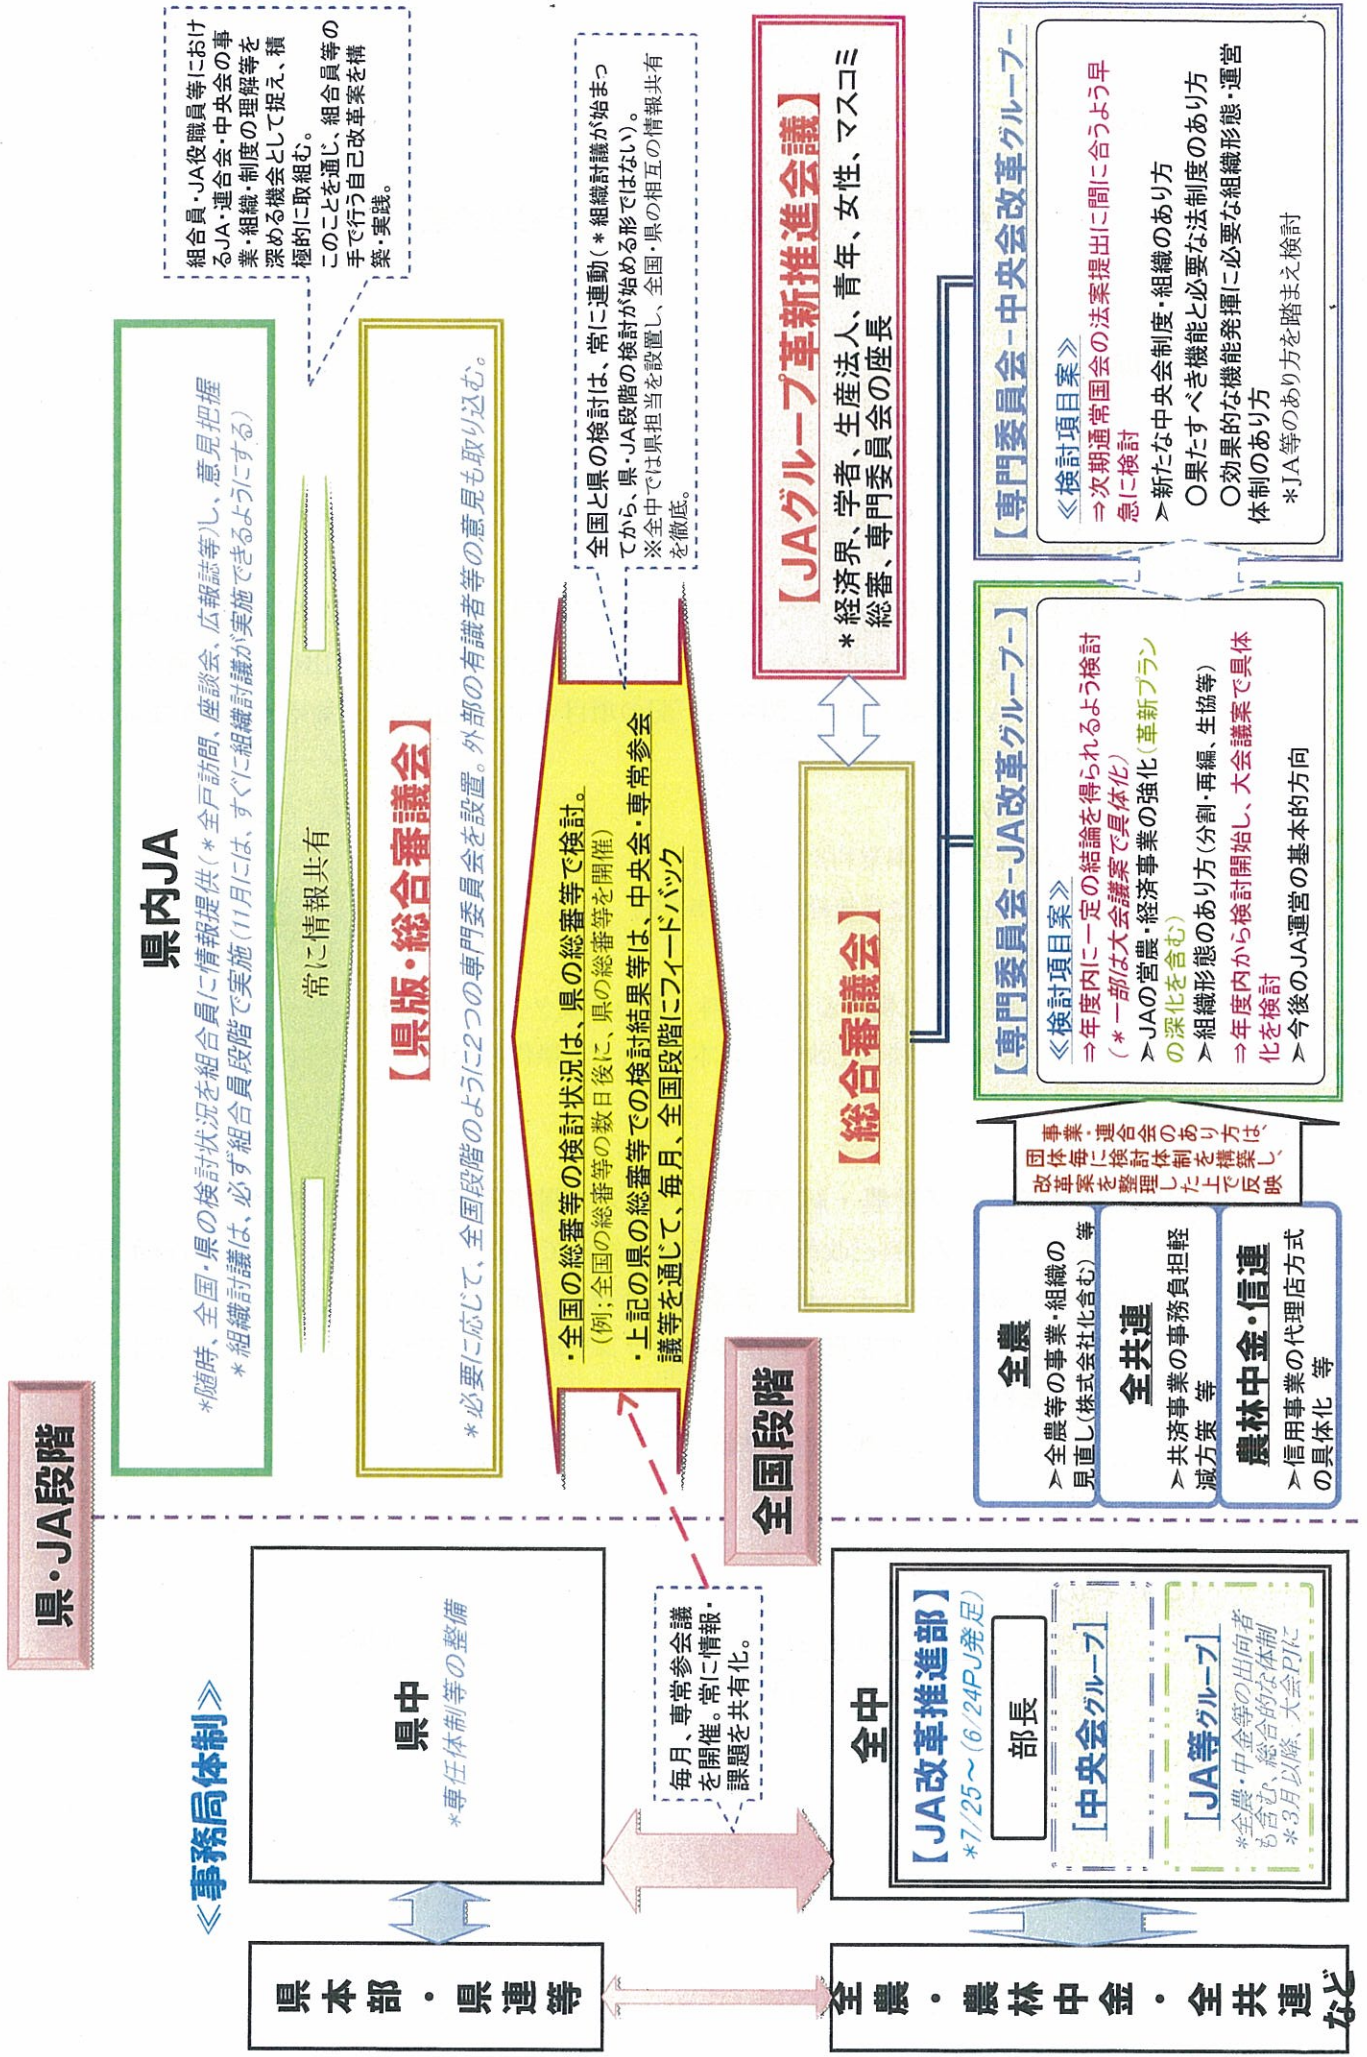 ≪事務局体制≫
県・JA段階
県本部・県連等
県中
*専任体制等の整備
県内JA
*随時、全国・県の検討状況を組合員に情報提供(*全戸訪問、座談会、広報誌等)し、意見把握
*組織討議は、必ず組合員段階で実施(11月には、すぐに組織討議が実施できるようにする)
組合員・JA役職員等におけ
るJA・連合会・中央会の事
業・組織・制度の理解等を
深める機会として捉え、積
極的に取組む。
このことを通じ、組合員等の
手で行う自己改革案を構
築・実践。
常に情報共有
【県版・総合審議会】
*必要に応じて、全国段階のように2つの専門委員会を設置。外部の有識者等の意見も取り込む。
・全国の総審等の検討状況は、県の総審等で検討。
(例;全国の総審等の数日後に、県の総審等を開催)
・上記の県の総審等での検討結果等は、中央会・専常参会
議等を通じて、毎月、全国段階にフィードバック
全国と県の検討は、常に連動(*組織討議が始まっ
てから、県・JA段階の検討が始める形ではない)。
※全中では県担当を設置し、全国・県の相互の情報共有
を徹底。
毎月、専常参会議
を開催。常に情報・
課題を共有化。
全国段階
全農・農林中金・全共連など
全中
【JA改革推進部】
*7/25~(6/24PJ発足)
部長
[中央会グループ]
[JA等グループ]
*全農・中金等の出向者
も含む、総合的な体制
*3月以降、大会PJに
【総合審議会】
【JAグループ革新推進会議】
*経済界、学者、生産法人、青年、女性、マスコミ
総審、専門委員会の座長
全農
➢全農等の事業・組織の
見直し(株式会社化含む) 等
全共連
➢共済事業の事務負担軽
減方策 等
農林中金・信連
➢信用事業の代理店方式
の具体化 等
事業・連合会のあり方は、
団体毎に検討体制を構築し、
改革案を整理した上で反映
【専門委員会-JA改革グループ-】
≪検討項目案≫
⇒年度内に一定の結論を得られるよう検討
(*一部は大会議案で具体化)
➢JAの営農・経済事業の強化(革新プラン
の深化を含む)
➢組織形態のあり方(分割・再編、生協等)
⇒年度内から検討開始し、大会議案で具体
化を検討
➢今後のJA運営の基本的方向
【専門委員会-中央会改革グループ-】
≪検討項目案≫
⇒次期通常国会の法案提出に間に合うよう早
急に検討
➢新たな中央会制度・組織のあり方
○果たすべき機能と必要な法制度のあり方
○効果的な機能発揮に必要な組織形態・運営
体制のあり方
*JA等のあり方を踏まえ検討